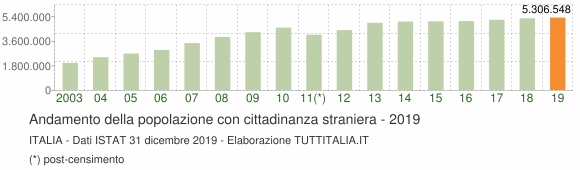 5.306.548
5.400.000
3.600.000
1.800.000
0
2003 04 05 06 07 08 09 10 11(*) 12 13 14 15 16 17 18 19
Andamento della popolazione con cittadinanza straniera - 2019
ITALIA - Dati ISTAT 31 dicembre 2019 - Elaborazione TUTTITALIA.IT
(*) post-censimento